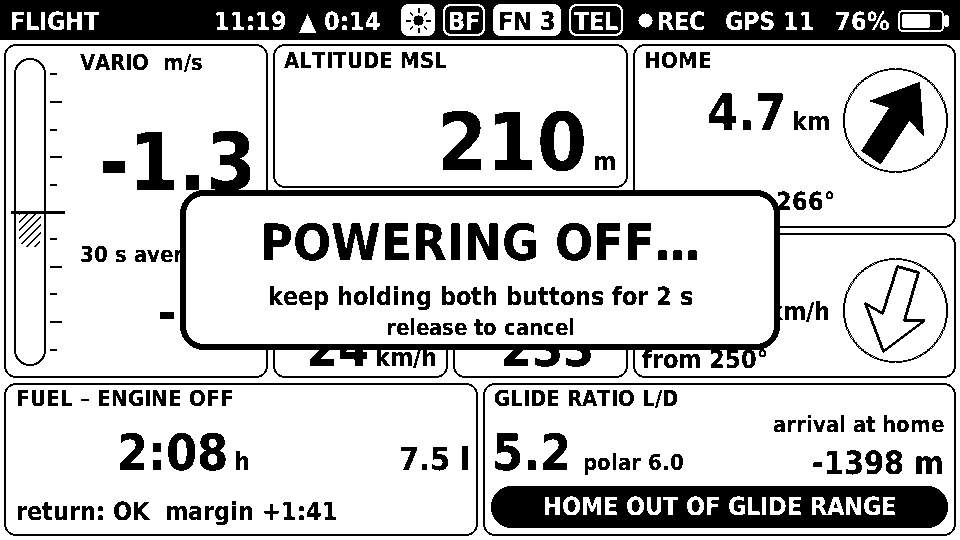 FLIGHT 11:19 ▲ 0:14 BF FN 3 TEL ●REC GPS 11 76%
VARIO m/s
-1.3
30 s
ALTITUDE MSL
210 m
HOME
4.7 km
266°
POWERING OFF...
keep holding both buttons for 2 s
release to cancel
24 km/h
km/h
from 250°
FUEL – ENGINE OFF
2:08 h 7.5 l
return: OK margin +1:41
GLIDE RATIO L/D
arrival at home
5.2 polar 6.0 -1398 m
HOME OUT OF GLIDE RANGE